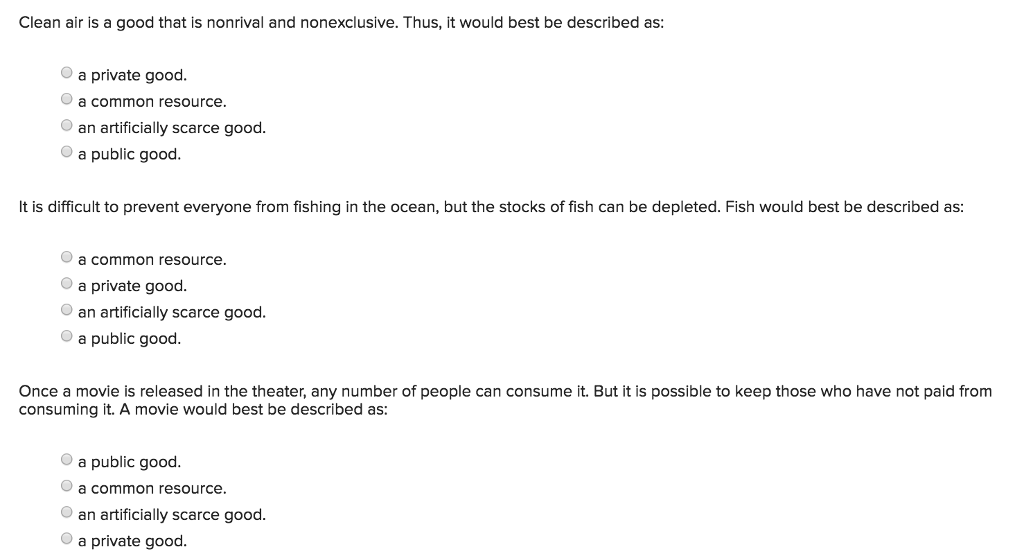 Clean air is a good that is nonrival and nonexclusive. Thus, it would best be described as:
a private good.
a common resource.
an artificially scarce good.
a public good.
It is difficult to prevent everyone from fishing in the ocean, but the stocks of fish can be depleted. Fish would best be described as:
a common resource.
a private good.
an artificially scarce good.
a public good.
Once a movie is released in the theater, any number of people can consume it. But it is possible to keep those who have not paid from
consuming it. A movie would best be described as:
a public good.
a common resource.
an artificially scarce good.
a private good.